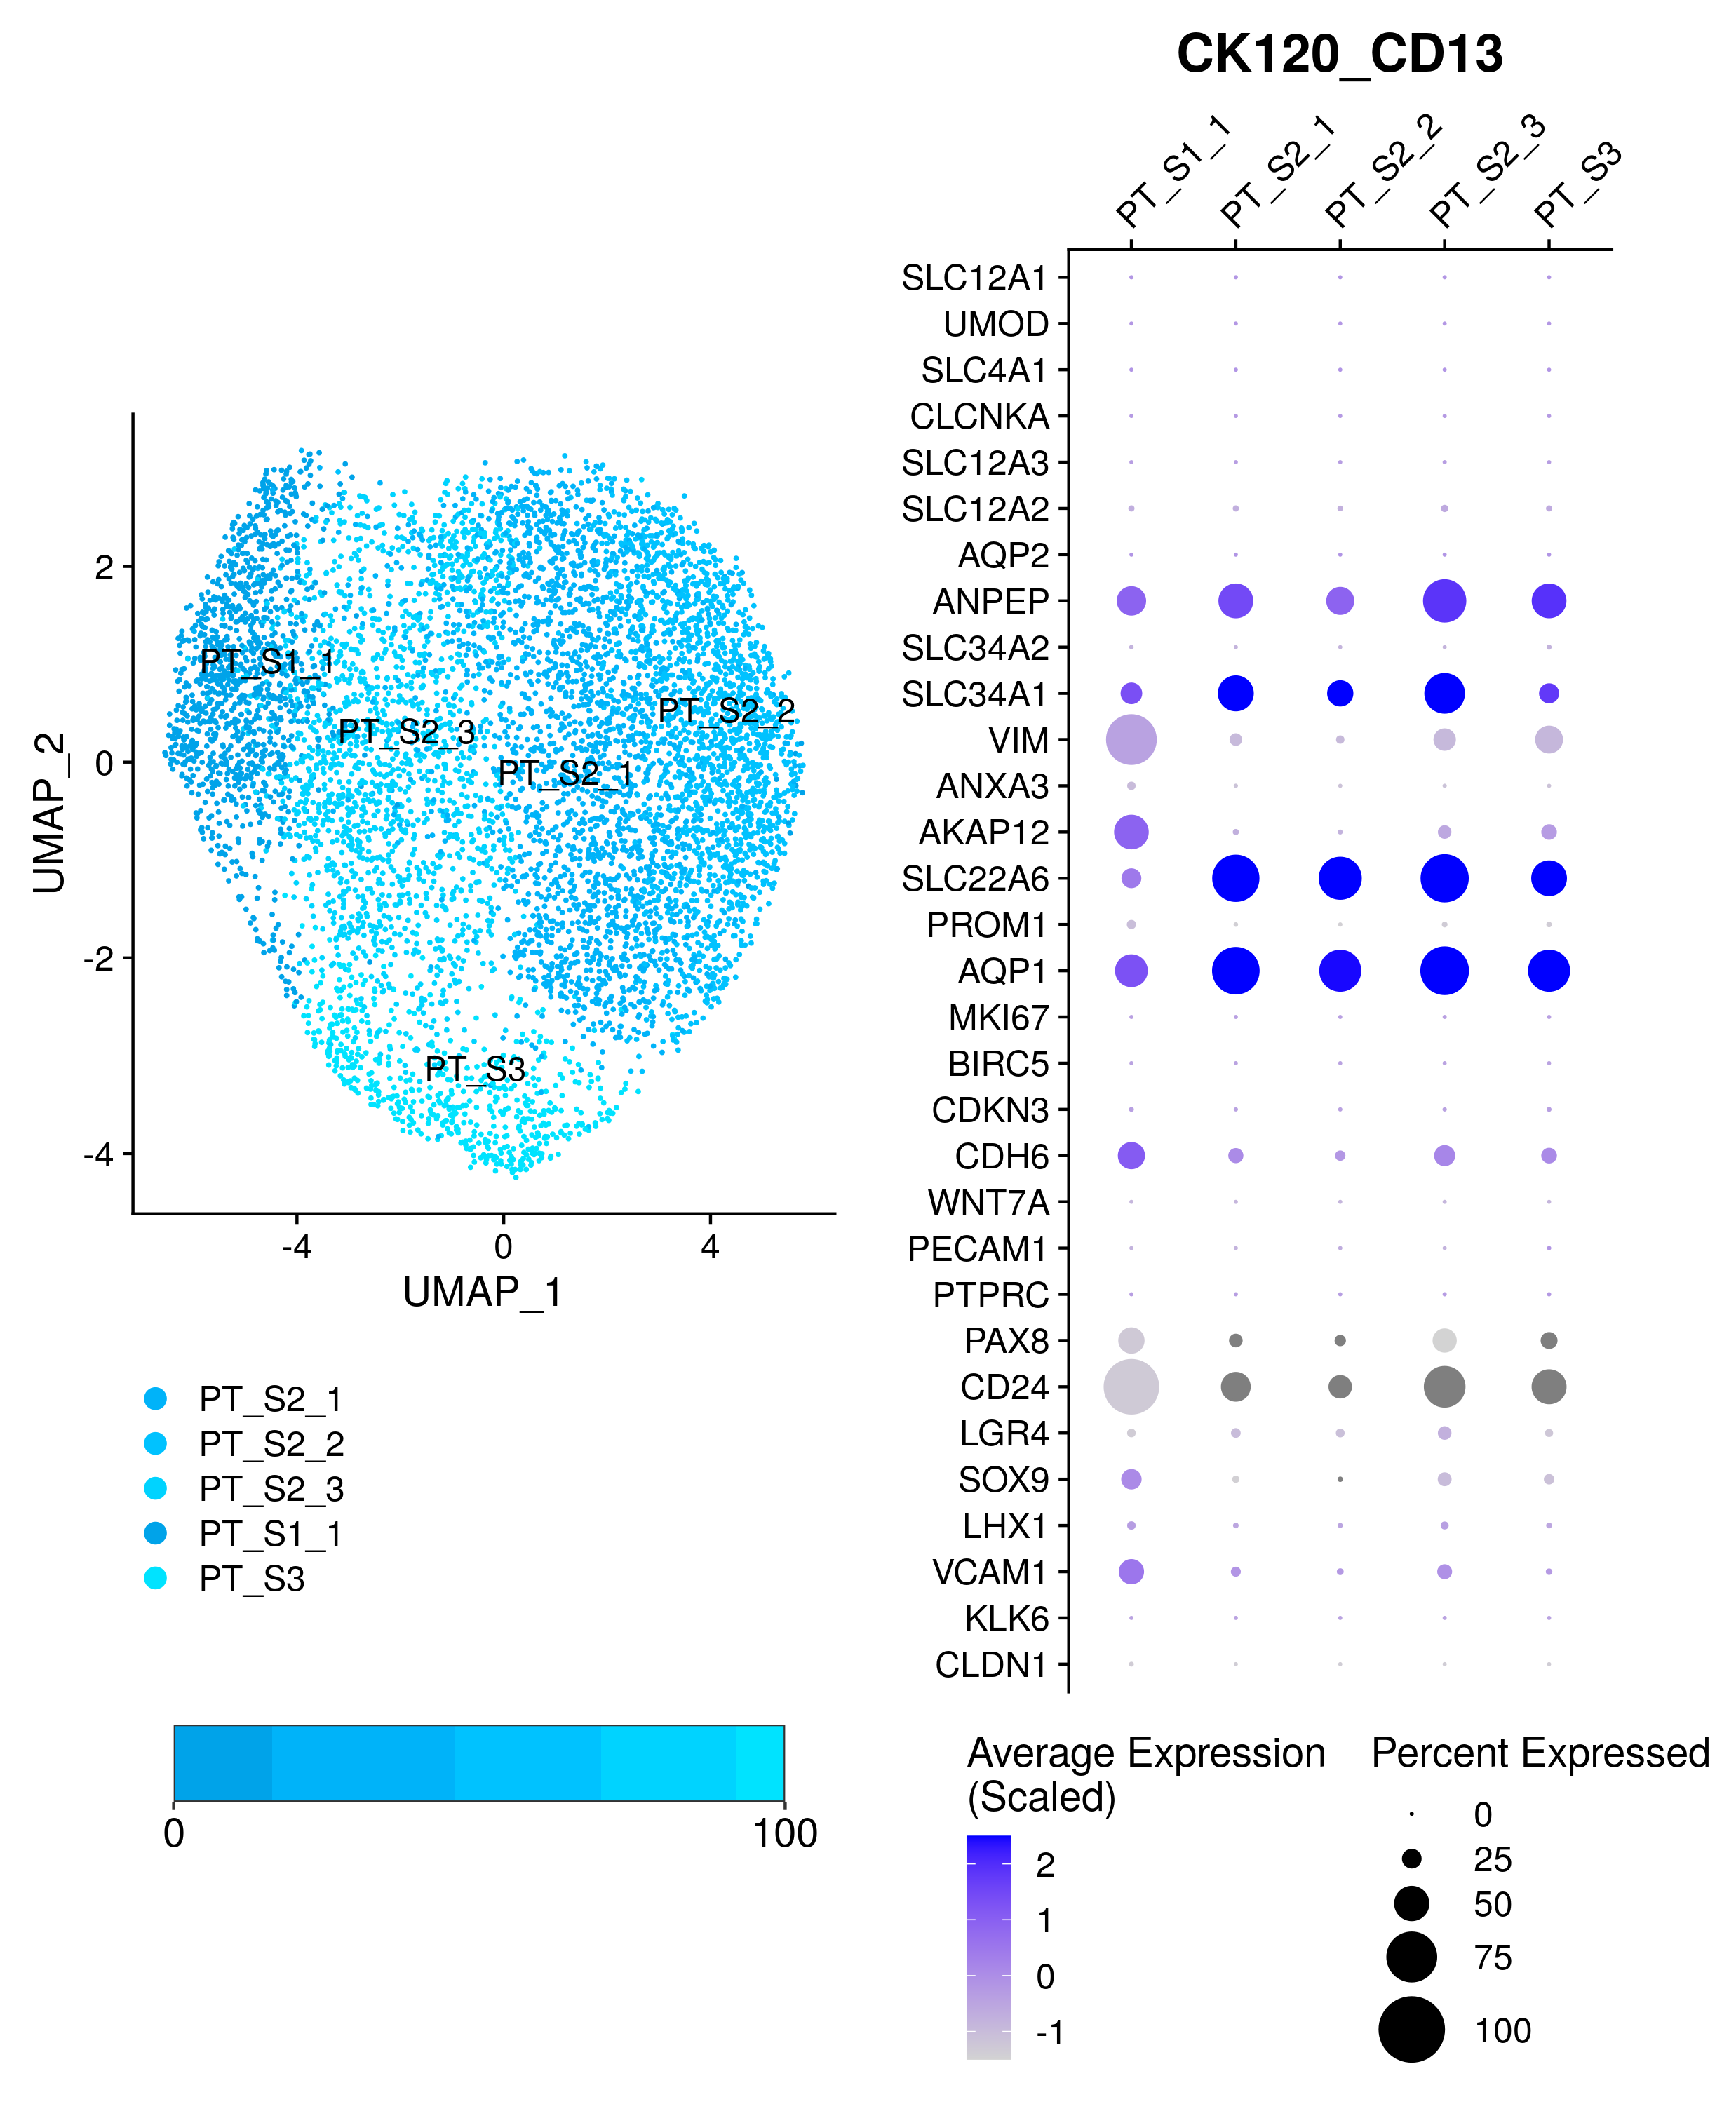 CK120_CD13
PT_S1_1
PT_S2_1
PT_S2_2
PT_S2_3
PT_S3
SLC12A1
UMOD
SLC4A1
CLCNKA
SLC12A3
SLC12A2
AQP2
ANPEP
SLC34A2
SLC34A1
VIM
ANXA3
AKAP12
SLC22A6
PROM1
AQP1
MKI67
BIRC5
CDKN3
CDH6
WNT7A
PECAM1
PTPRC
PAX8
CD24
LGR4
SOX9
LHX1
VCAM1
KLK6
CLDN1
UMAP_2
2
0
-2
-4
PT_S1_1
PT_S2_3
PT_S2_2
PT_S2_1
PT_S3
-4 0 4
UMAP_1
PT_S2_1
PT_S2_2
PT_S2_3
PT_S1_1
PT_S3
0 100
Average Expression
(Scaled)
2
1
0
-1
Percent Expressed
0
25
50
75
100